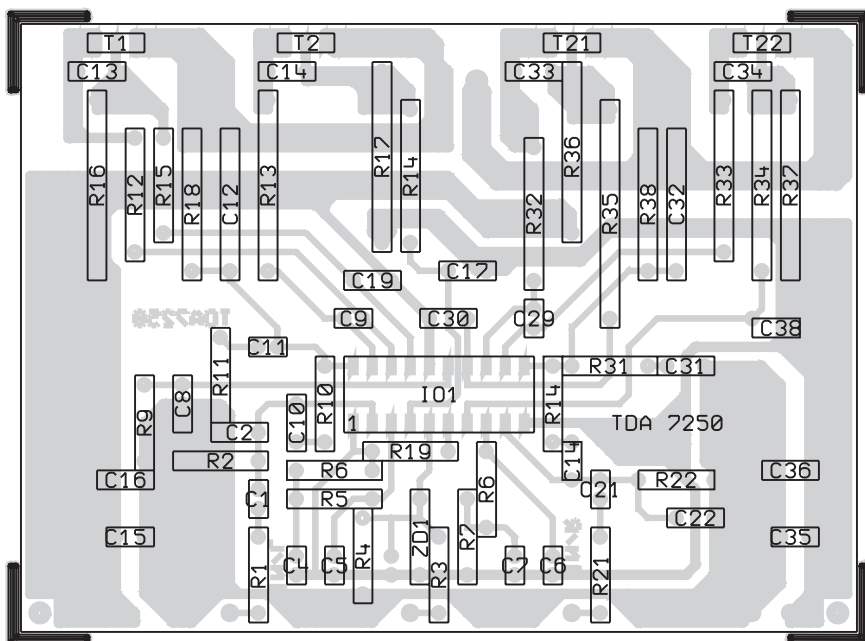 T1 T2 T21 T22
C13 C14 C33 C34
R16 R12 R15 R18 C12 R13 R17 R14 R32 R36 R35 R38 C32 R33 R34 R37
C19 C17
C9 C30 C29 C38
TDA7250
C11
R11 R10 IO1 R31 C31
R9 C8 C10 1 R14 TDA 7250
C2
R2 R19 R6 C14
C16 R6 R22 C36
C1 R5 C21
C22
C15 R4 ZD1 R7 C35
R1 C4 C5 R3 C7 C6 R21